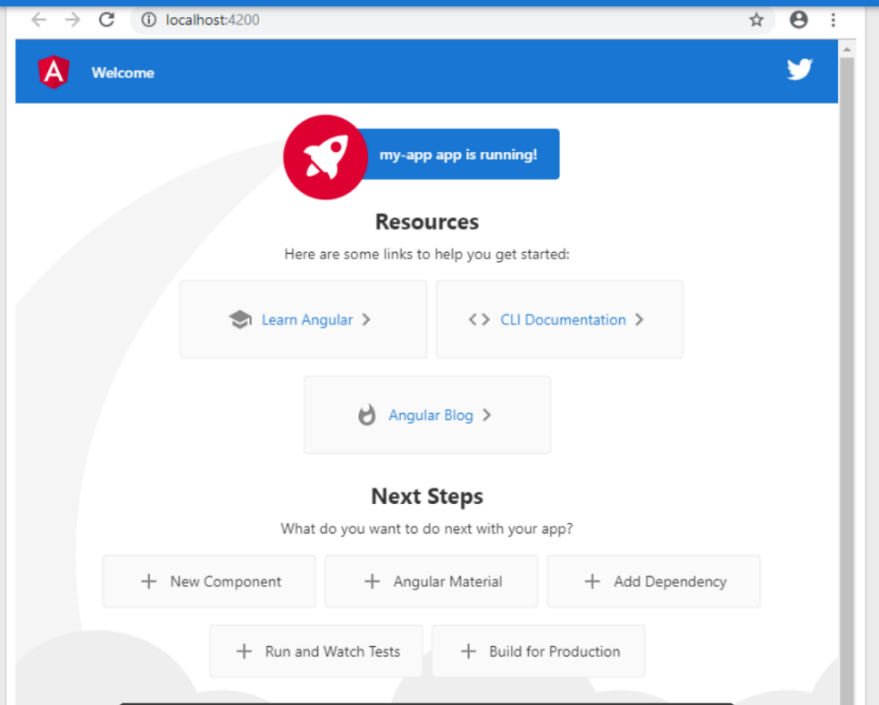 localhost:4200
Welcome
my-app app is running!
Resources
Here are some links to help you get started:
Learn Angular
CLI Documentation
Angular Blog
Next Steps
What do you want to do next with your app?
New Component
Angular Material
Add Dependency
Run and Watch Tests
Build for Production